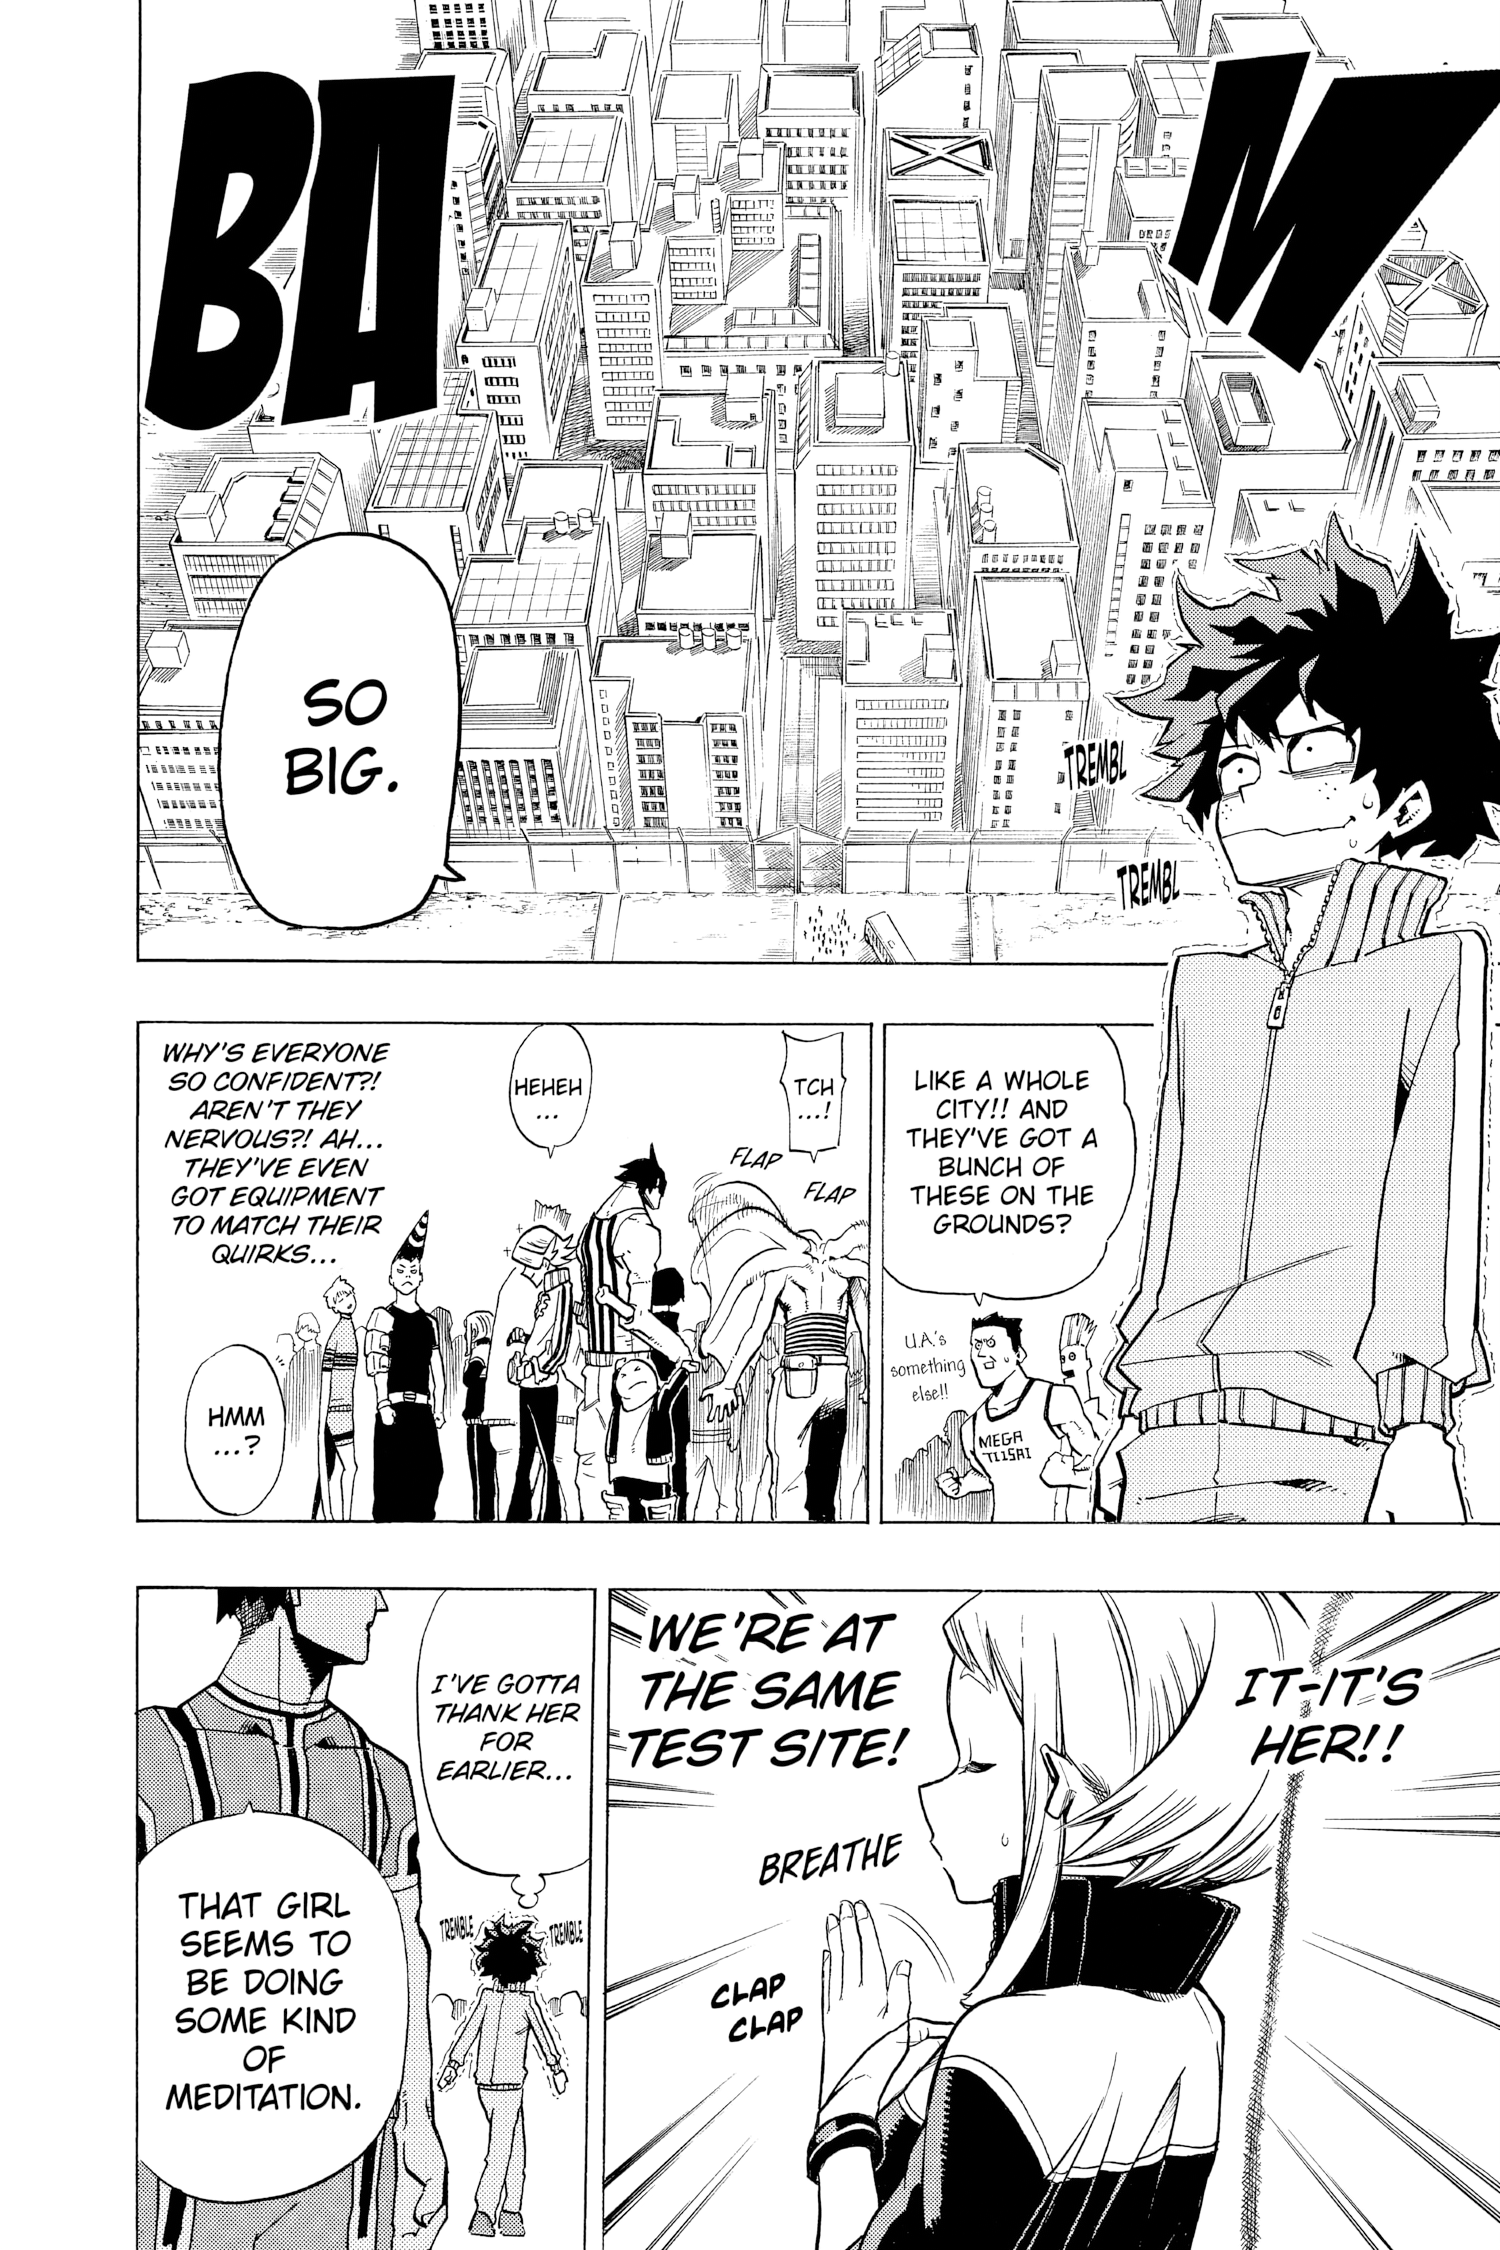 BAM
TREMBL
TREMBL
SO
BIG.
LIKE A WHOLE
CITY!! AND
THEY'VE GOT A
BUNCH OF
THESE ON THE
GROUNDS?
U.A.'s
something
else!!
MEGA
TIISAI
TCH
...!
FLAP
FLAP
HEHEH
...
WHY'S EVERYONE
SO CONFIDENT?!
AREN'T THEY
NERVOUS?! AH...
THEY'VE EVEN
GOT EQUIPMENT
TO MATCH THEIR
QUIRKS...
HMM
...?
IT-IT'S
HER!!
WE'RE AT
THE SAME
TEST SITE!
BREATHE
CLAP
CLAP
I'VE GOTTA
THANK HER
FOR
EARLIER...
TREMBLE
TREMBLE
THAT GIRL
SEEMS TO
BE DOING
SOME KIND
OF
MEDITATION.